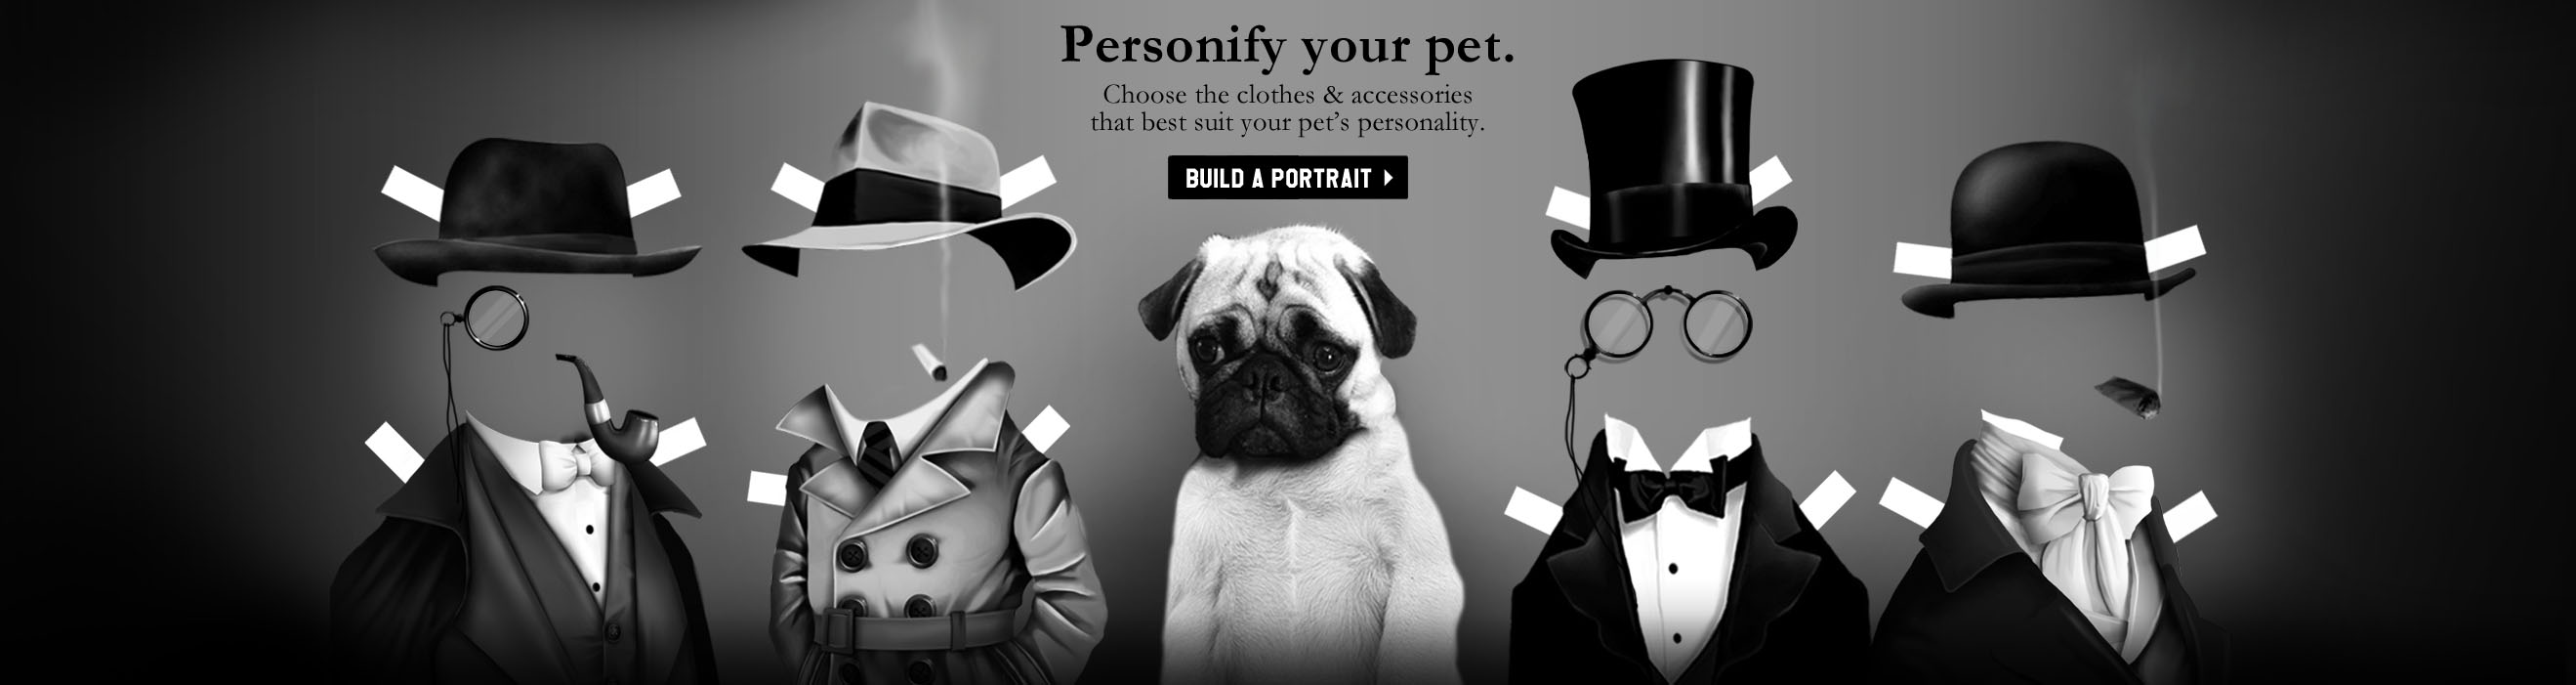 Personify your pet.
Choose the clothes & accessories
that best suit your pet’s personality.
BUILD A PORTRAIT